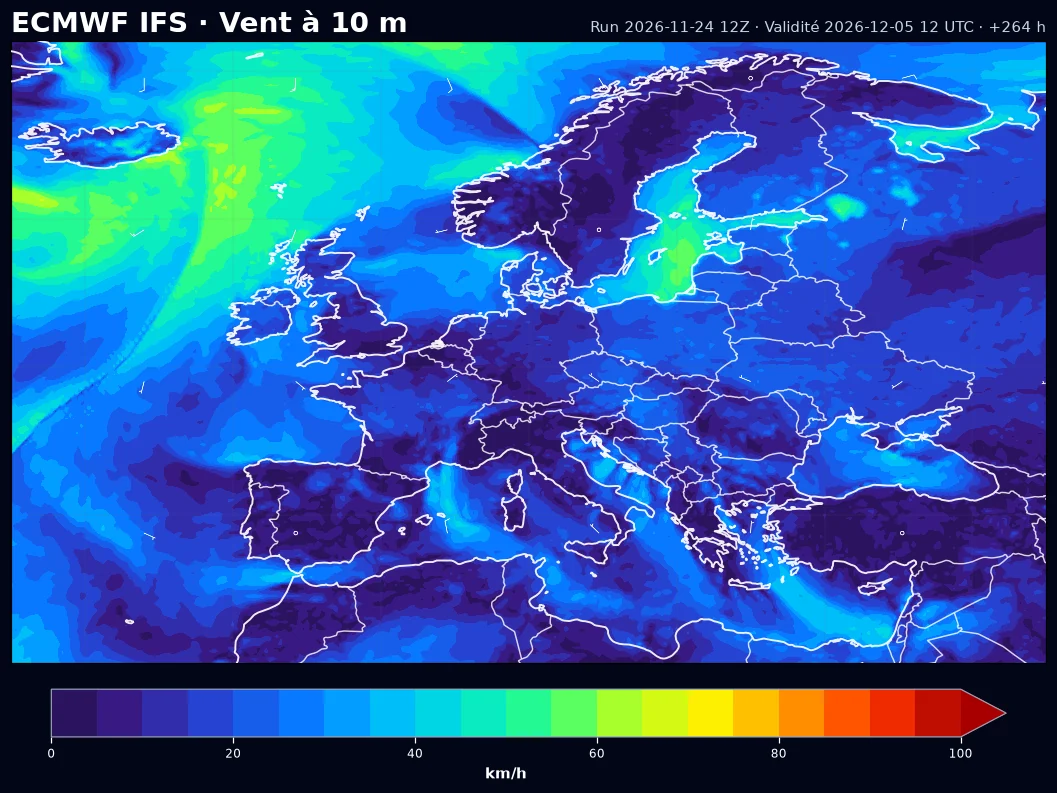 ECMWF IFS · Vent à 10 m
Run 2026-11-24 12Z · Validité 2026-12-05 12 UTC · +264 h
0 20 40 60 80 100
km/h